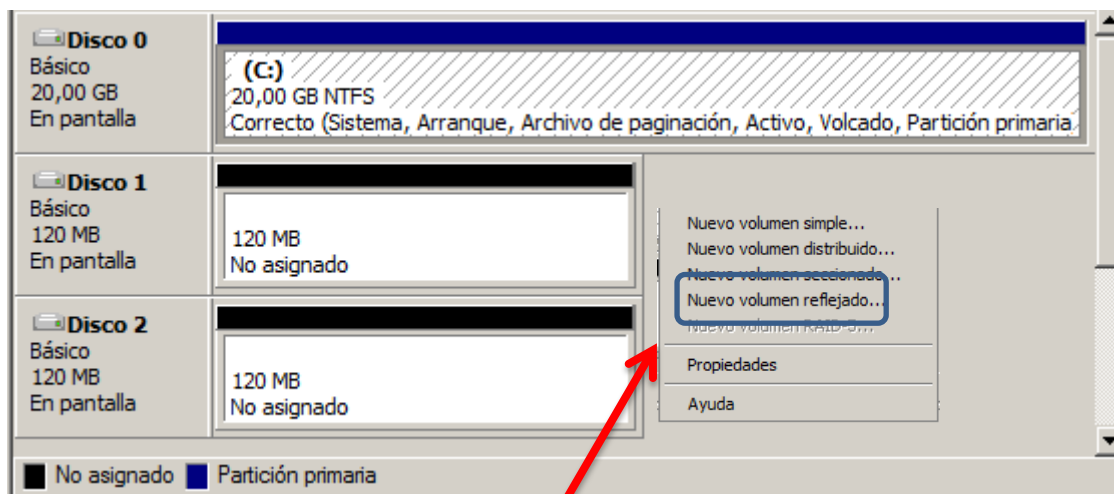 Disco 0
Básico
20,00 GB
En pantalla
(C:)
20,00 GB NTFS
Correcto (Sistema, Arranque, Archivo de paginación, Activo, Volcado, Partición primaria
Disco 1
Básico
120 MB
En pantalla
120 MB
No asignado
Disco 2
Básico
120 MB
En pantalla
120 MB
No asignado
Nuevo volumen simple...
Nuevo volumen distribuido...
Nuevo volumen seccionado...
Nuevo volumen reflejado...
Nuevo volumen RAID-5...
Propiedades
Ayuda
No asignado Partición primaria